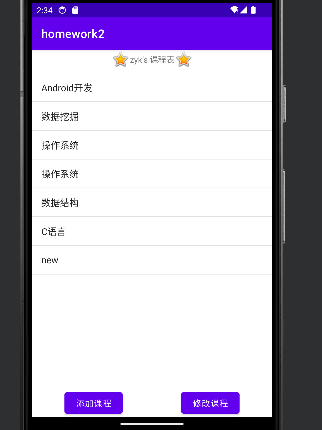 2:34
homework2
zyk's 课程表
Android开发
数据挖掘
操作系统
操作系统
数据结构
C语言
new
添加课程 修改课程